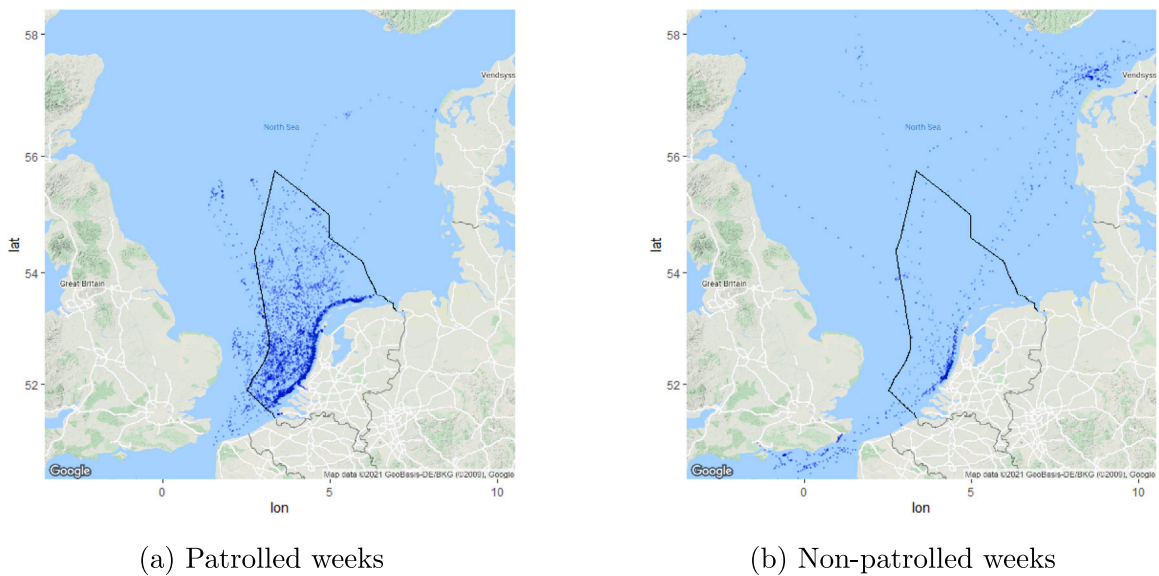 58
56
54
52
lat
0
5
10
lon
Vendsyss
North Sea
Great Britain
Google
Map data ©2021 GeoBasis-DE/BKG (©2009), Google
(a) Patrolled weeks
58
56
54
52
lat
0
5
10
lon
Vendsyss
North Sea
Great Britain
Google
Map data ©2021 GeoBasis-DE/BKG (©2009), Google
(b) Non-patrolled weeks